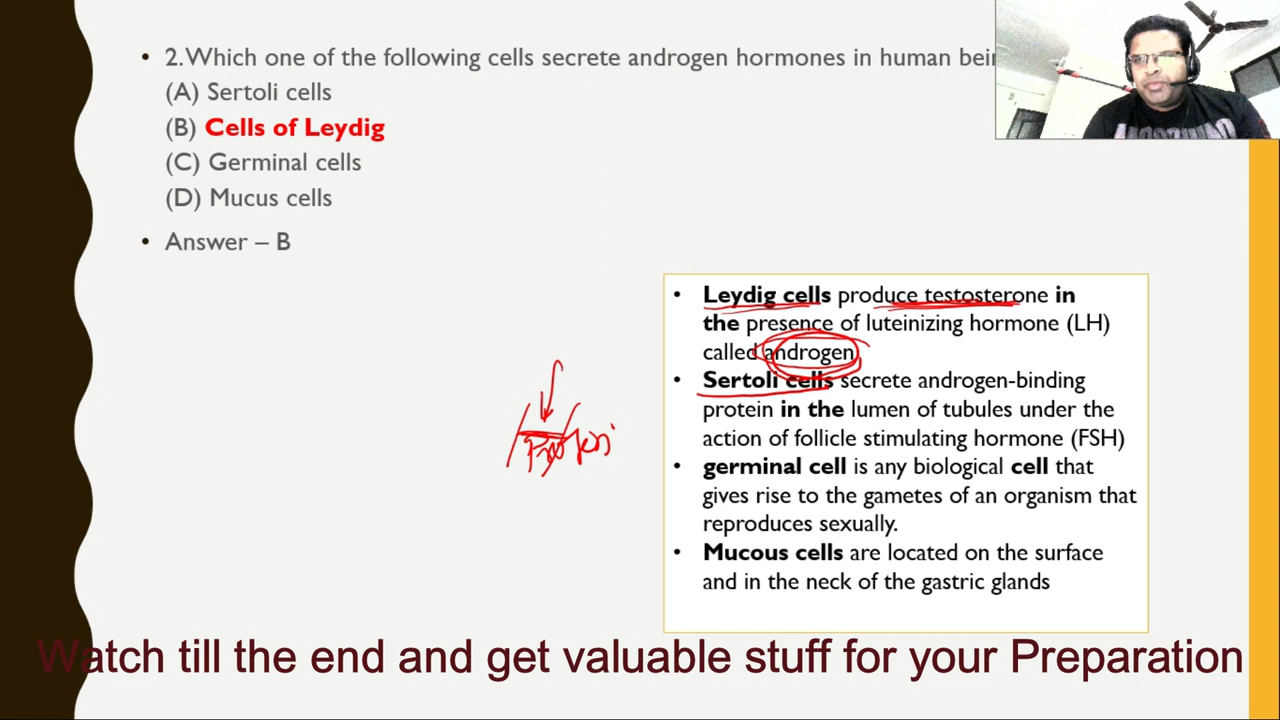 • 2.Which one of the following cells secrete androgen hormones in human bein
(A) Sertoli cells
(B) Cells of Leydig
(C) Germinal cells
(D) Mucus cells
• Answer – B
• Leydig cells produce testosterone in
the presence of luteinizing hormone (LH)
called androgen
• Sertoli cells secrete androgen-binding
protein in the lumen of tubules under the
action of follicle stimulating hormone (FSH)
• germinal cell is any biological cell that
gives rise to the gametes of an organism that
reproduces sexually.
• Mucous cells are located on the surface
and in the neck of the gastric glands
Watch till the end and get valuable stuff for your Preparation